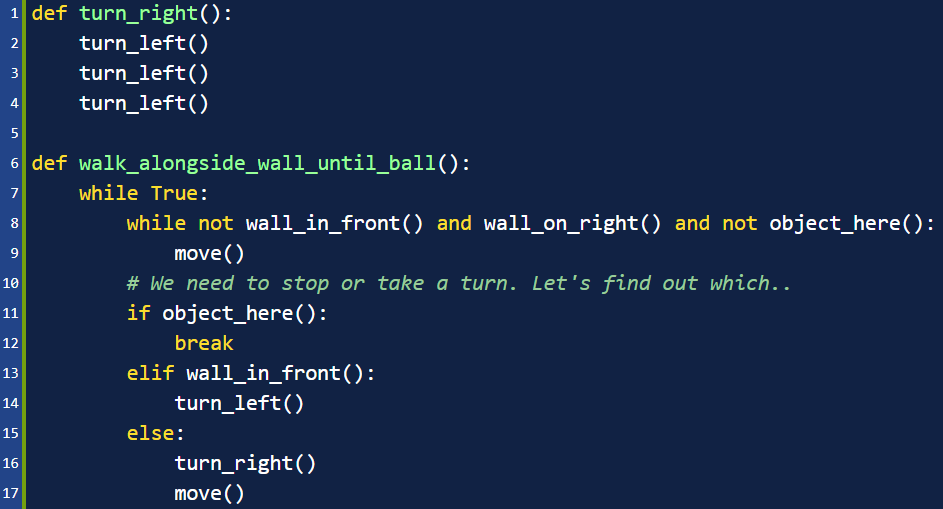 1 def turn_right():
2     turn_left()
3     turn_left()
4     turn_left()
5
6 def walk_alongside_wall_until_ball():
7     while True:
8         while not wall_in_front() and wall_on_right() and not object_here():
9             move()
10         # We need to stop or take a turn. Let's find out which..
11         if object_here():
12             break
13         elif wall_in_front():
14             turn_left()
15         else:
16             turn_right()
17             move()